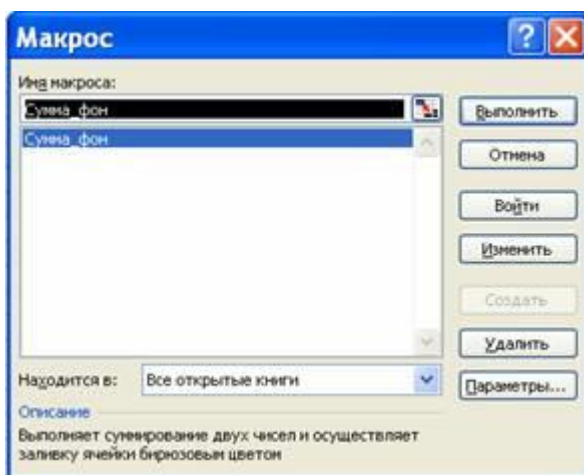 Макрос
Имя макроса:
Сумма_фон
Сумма_фон
Выполнить
Отмена
Войти
Изменить
Создать
Удалить
Параметры...
Находится в:
Все открытые книги
Описание
Выполняет суммирование двух чисел и осуществляет
заливку ячейки бирюзовым цветом